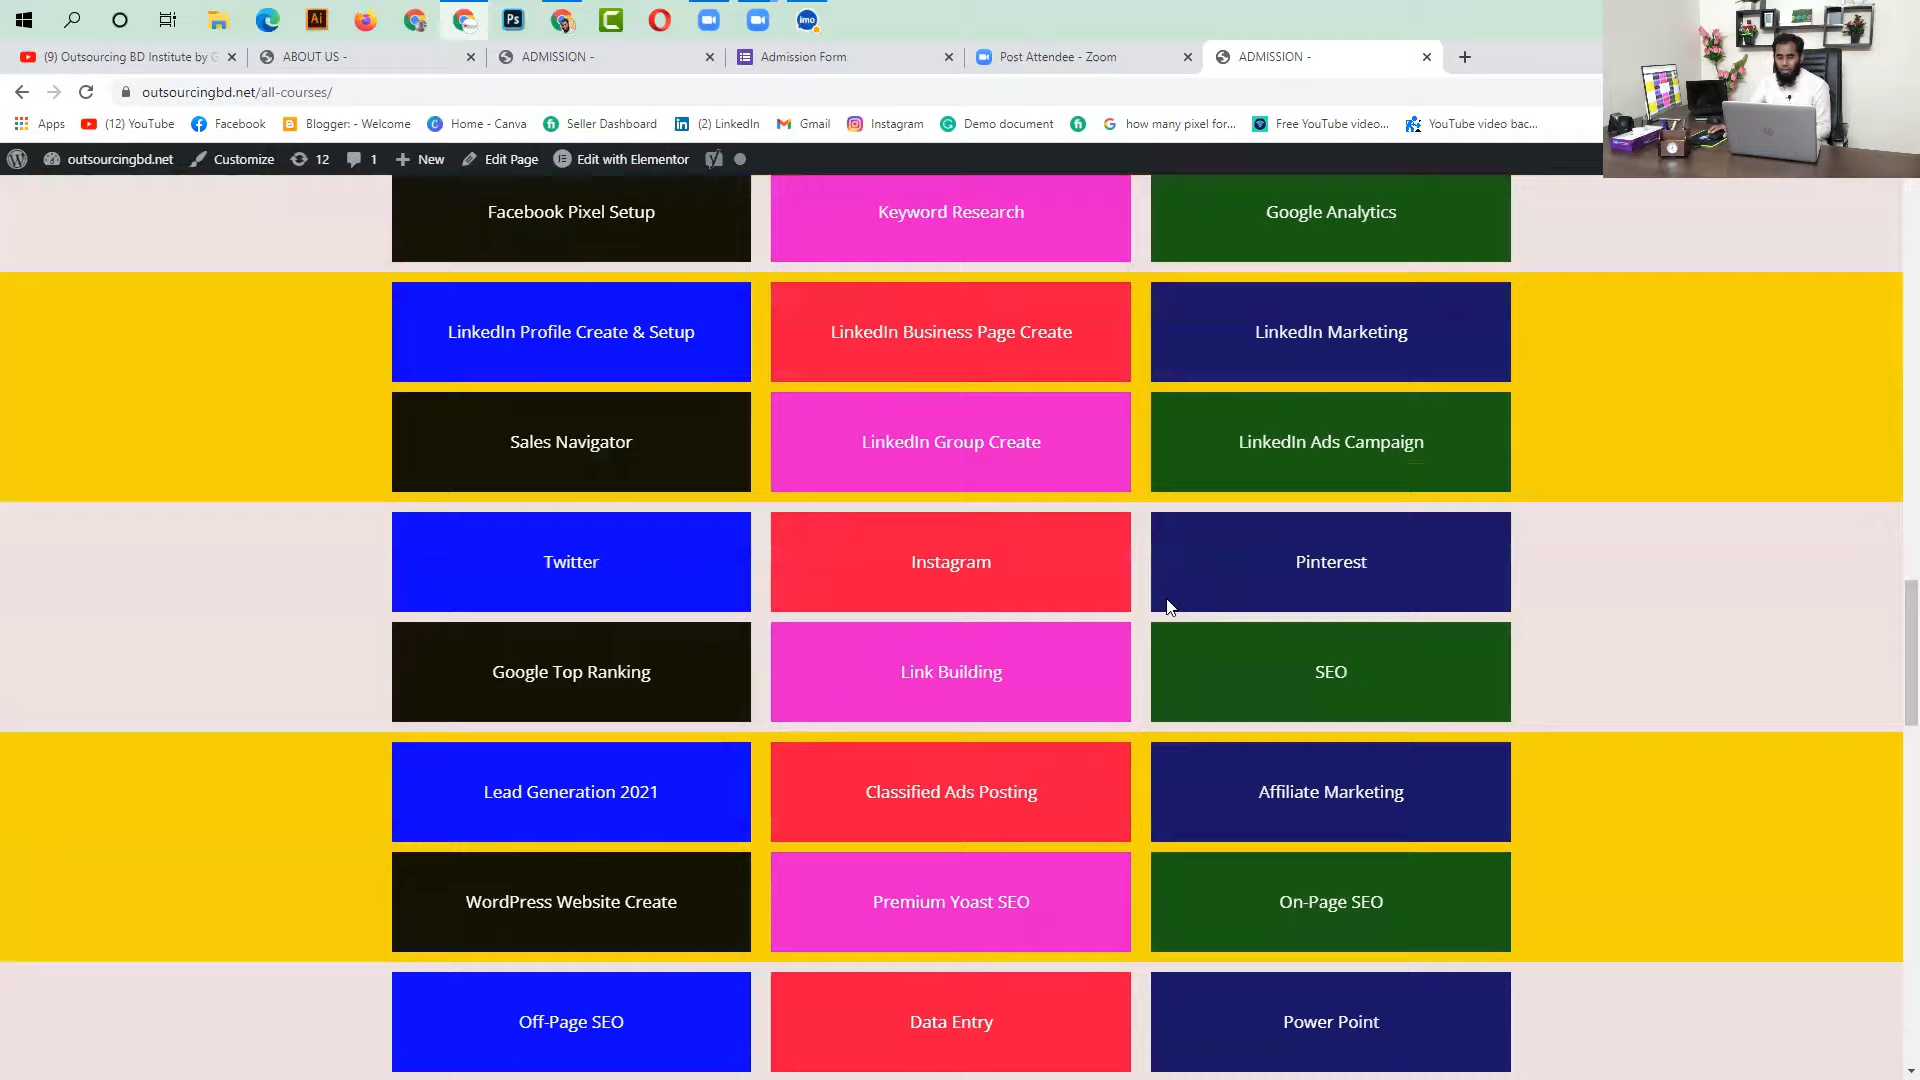 Ai
Ps
imo
(9) Outsourcing BD Institute by G
ABOUT US -
ADMISSION -
Admission Form
Post Attendee - Zoom
ADMISSION -
outsourcingbd.net/all-courses/
Apps
(12) YouTube
Facebook
Blogger: - Welcome
Home - Canva
Seller Dashboard
(2) LinkedIn
Gmail
Instagram
Demo document
how many pixel for...
Free YouTube video...
YouTube video bac...
outsourcingbd.net
Customize
12
1
New
Edit Page
Edit with Elementor
Facebook Pixel Setup
Keyword Research
Google Analytics
LinkedIn Profile Create & Setup
LinkedIn Business Page Create
LinkedIn Marketing
Sales Navigator
LinkedIn Group Create
LinkedIn Ads Campaign
Twitter
Instagram
Pinterest
Google Top Ranking
Link Building
SEO
Lead Generation 2021
Classified Ads Posting
Affiliate Marketing
WordPress Website Create
Premium Yoast SEO
On-Page SEO
Off-Page SEO
Data Entry
Power Point